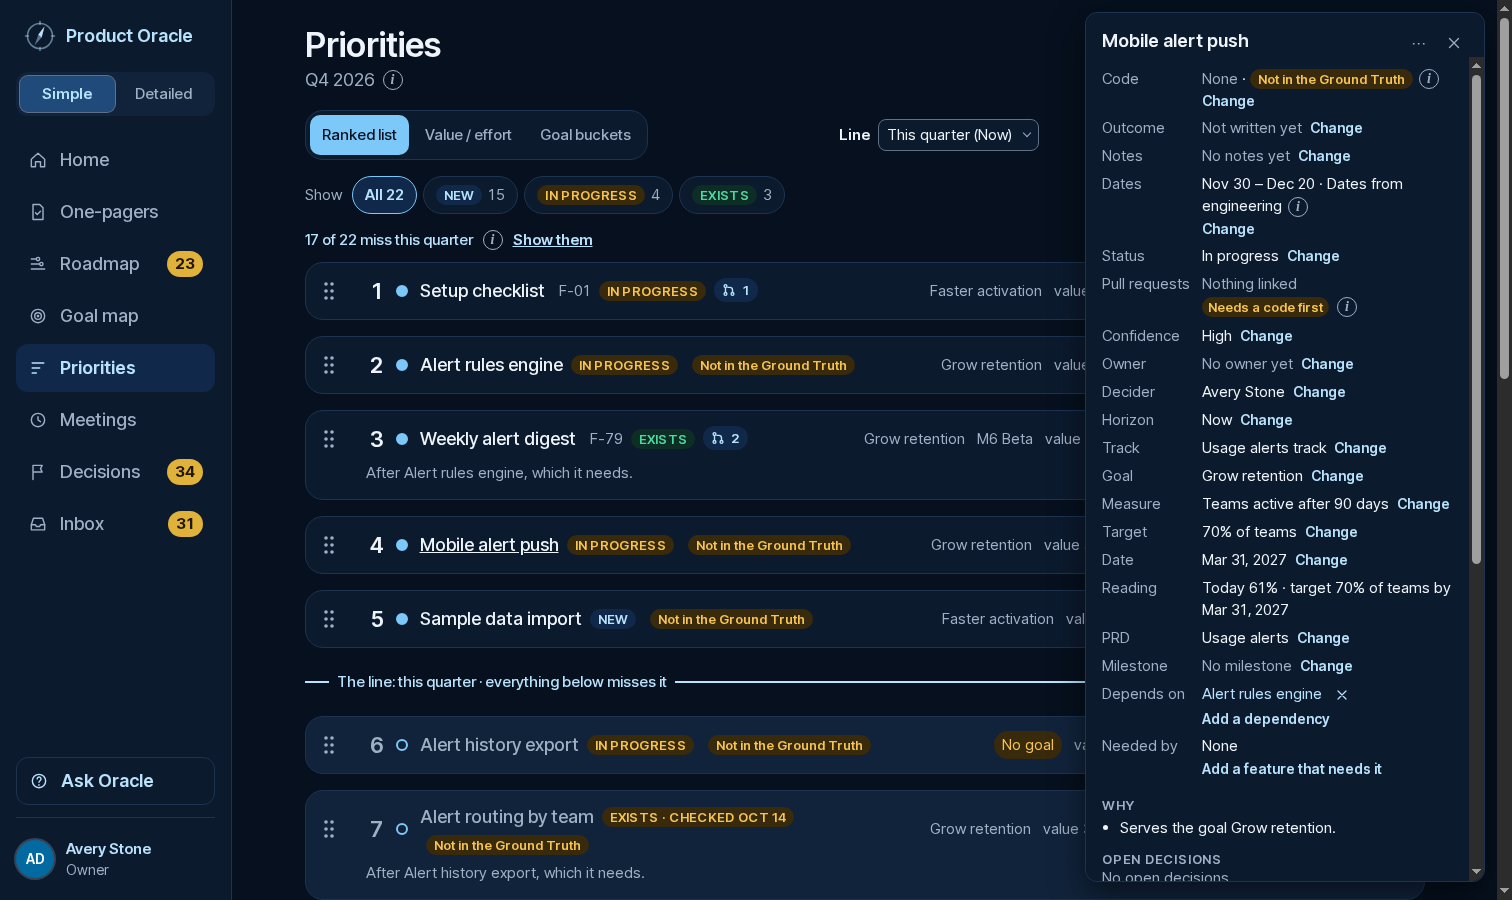 Product Oracle
Simple
Detailed
Home
One-pagers
Roadmap 23
Goal map
Priorities
Meetings
Decisions 34
Inbox 31
Ask Oracle
AD
Avery Stone
Owner
Priorities
Q4 2026 i
Ranked list
Value / effort
Goal buckets
Line This quarter (Now)
Show All 22 NEW 15 IN PROGRESS 4 EXISTS 3
17 of 22 miss this quarter i Show them
1 Setup checklist F-01 IN PROGRESS 1 Faster activation value
2 Alert rules engine IN PROGRESS Not in the Ground Truth Grow retention value
3 Weekly alert digest F-79 EXISTS 2 Grow retention M6 Beta value
After Alert rules engine, which it needs.
4 Mobile alert push IN PROGRESS Not in the Ground Truth Grow retention value
5 Sample data import NEW Not in the Ground Truth Faster activation
The line: this quarter · everything below misses it
6 Alert history export IN PROGRESS Not in the Ground Truth No goal
7 Alert routing by team EXISTS · CHECKED OCT 14 Grow retention value
Not in the Ground Truth
After Alert history export, which it needs.
Mobile alert push ...
Code None · Not in the Ground Truth i
Change
Outcome Not written yet Change
Notes No notes yet Change
Dates Nov 30 – Dec 20 · Dates from
engineering i
Change
Status In progress Change
Pull requests Nothing linked
Needs a code first i
Confidence High Change
Owner No owner yet Change
Decider Avery Stone Change
Horizon Now Change
Track Usage alerts track Change
Goal Grow retention Change
Measure Teams active after 90 days Change
Target 70% of teams Change
Date Mar 31, 2027 Change
Reading Today 61% · target 70% of teams by
Mar 31, 2027
PRD Usage alerts Change
Milestone No milestone Change
Depends on Alert rules engine
Add a dependency
Needed by None
Add a feature that needs it
WHY
• Serves the goal Grow retention.
OPEN DECISIONS
No open decisions